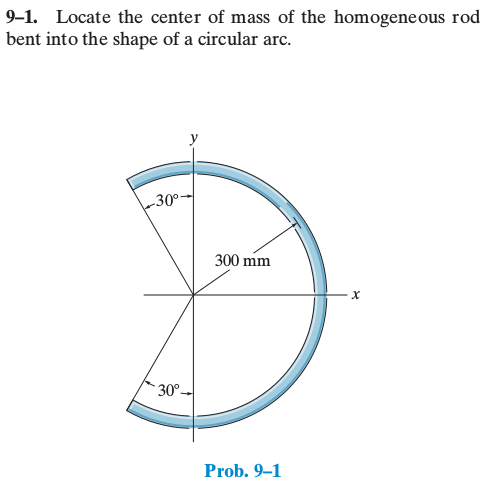 9–1. Locate the center of mass of the homogeneous rod
bent into the shape of a circular arc.
y
30°
300 mm
x
30°
Prob. 9–1